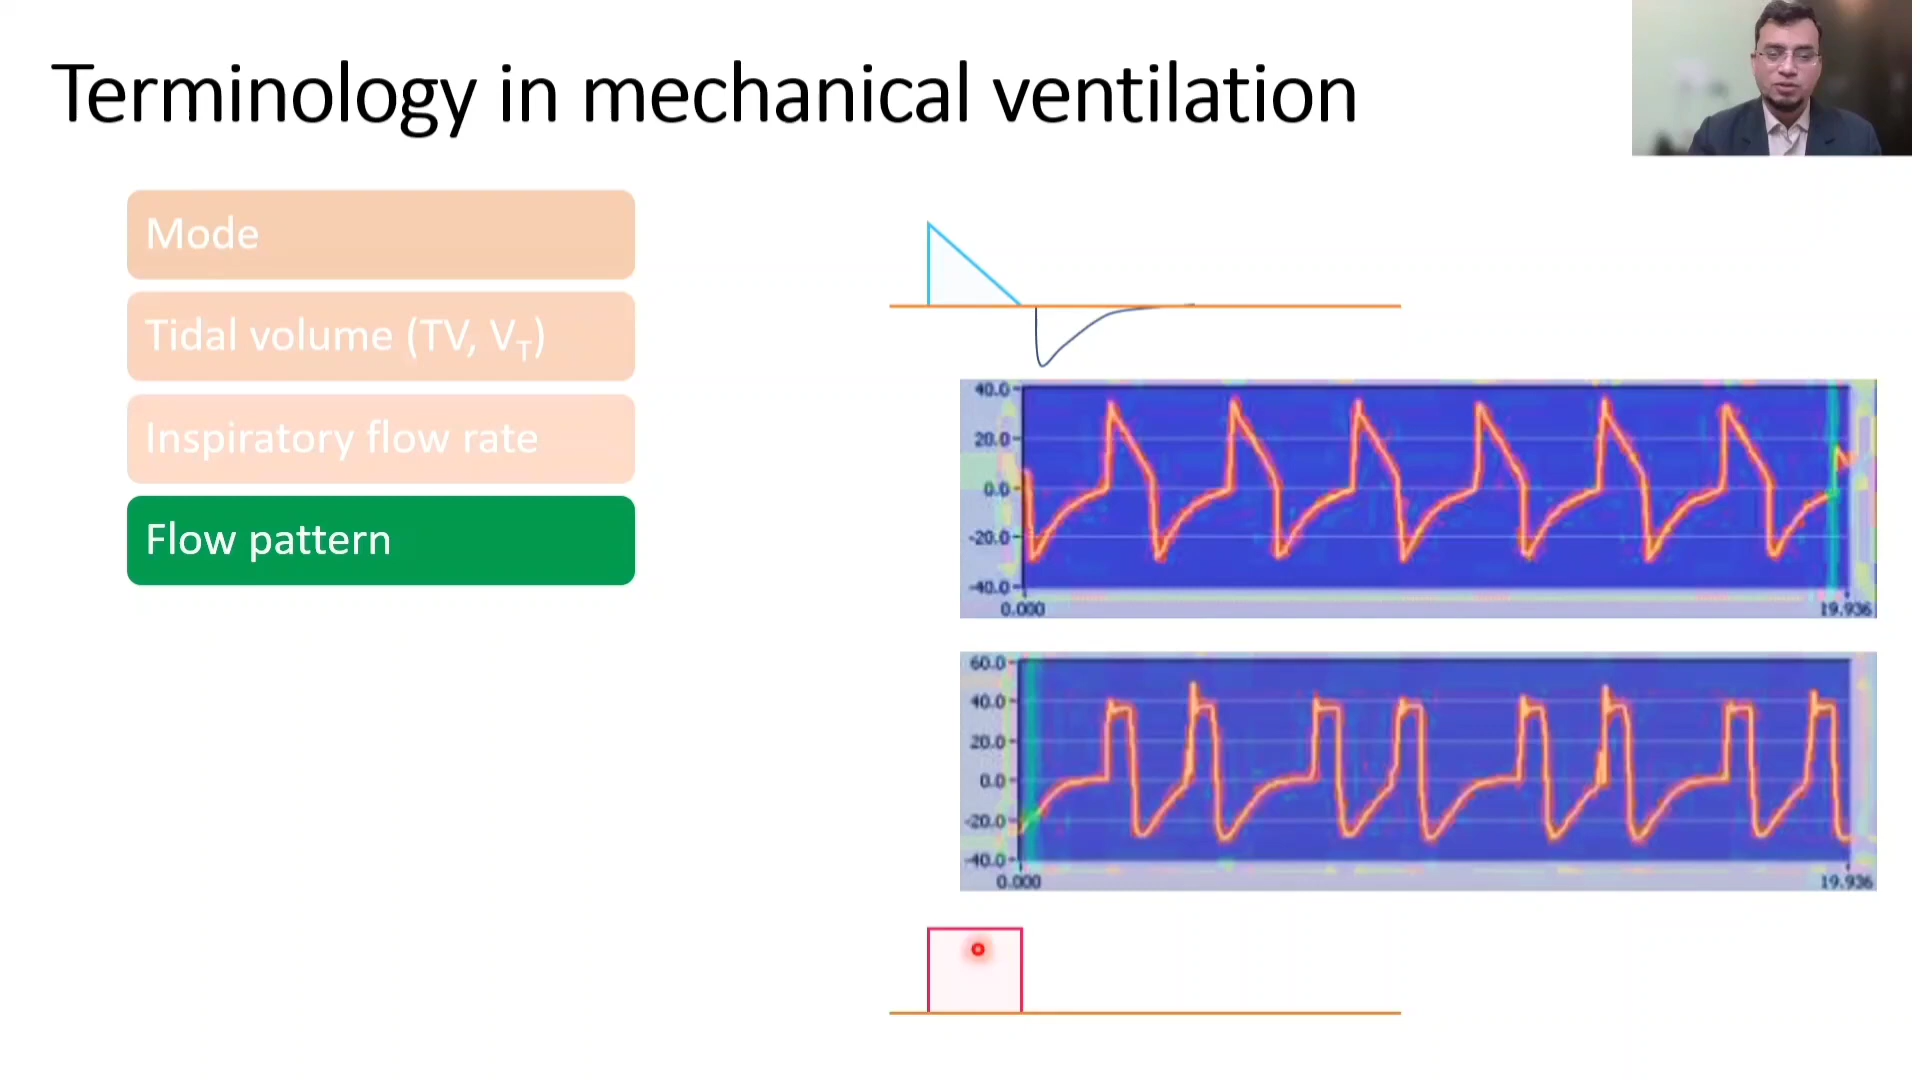 Terminology in mechanical ventilation
Mode
Tidal volume (TV, VT)
Inspiratory flow rate
Flow pattern
40.0
20.0
0.0
-20.0
-40.0
0.000 19.936
60.0
40.0
20.0
0.0
-20.0
-40.0
0.000 19.936